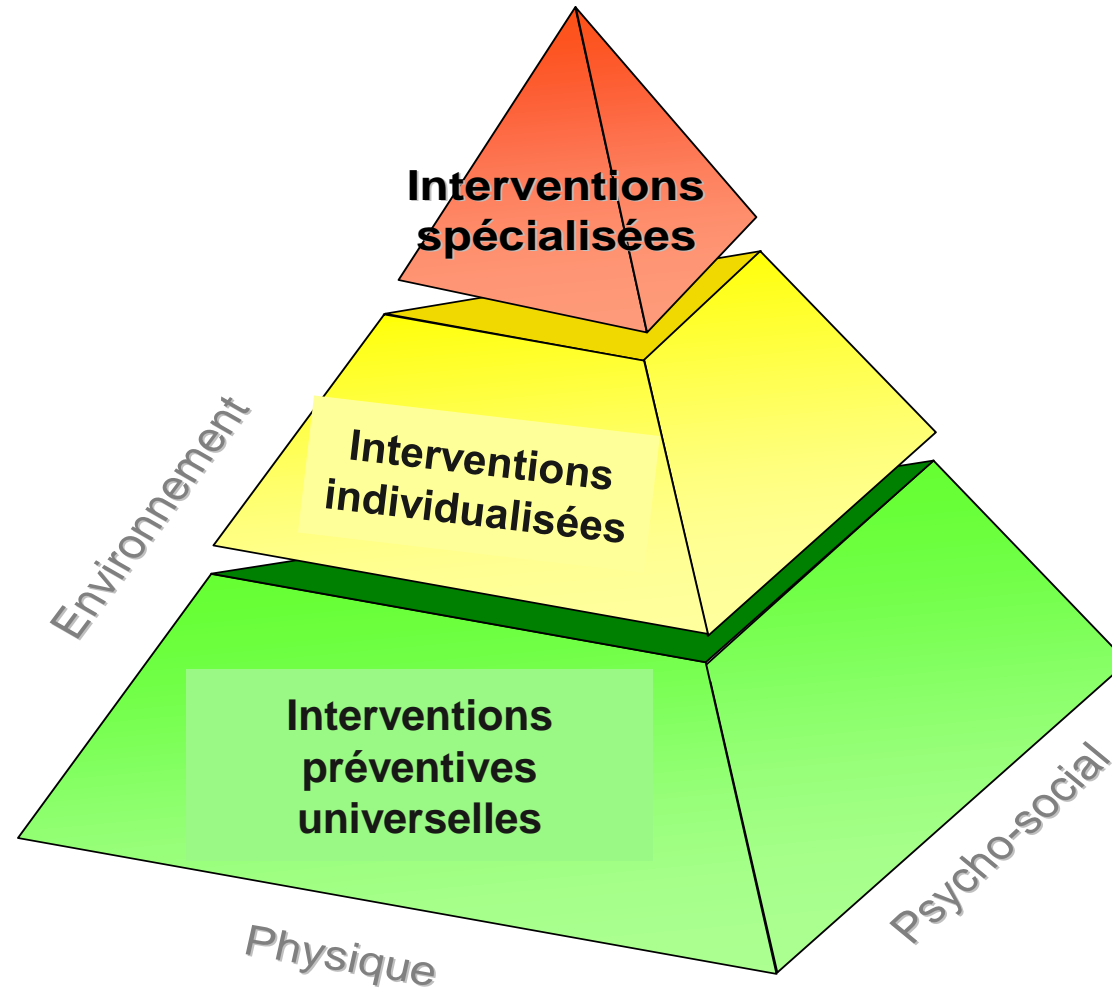 Interventions
spécialisées
Environnement
Interventions
individualisées
Interventions
préventives
universelles
Psycho-social
Physique